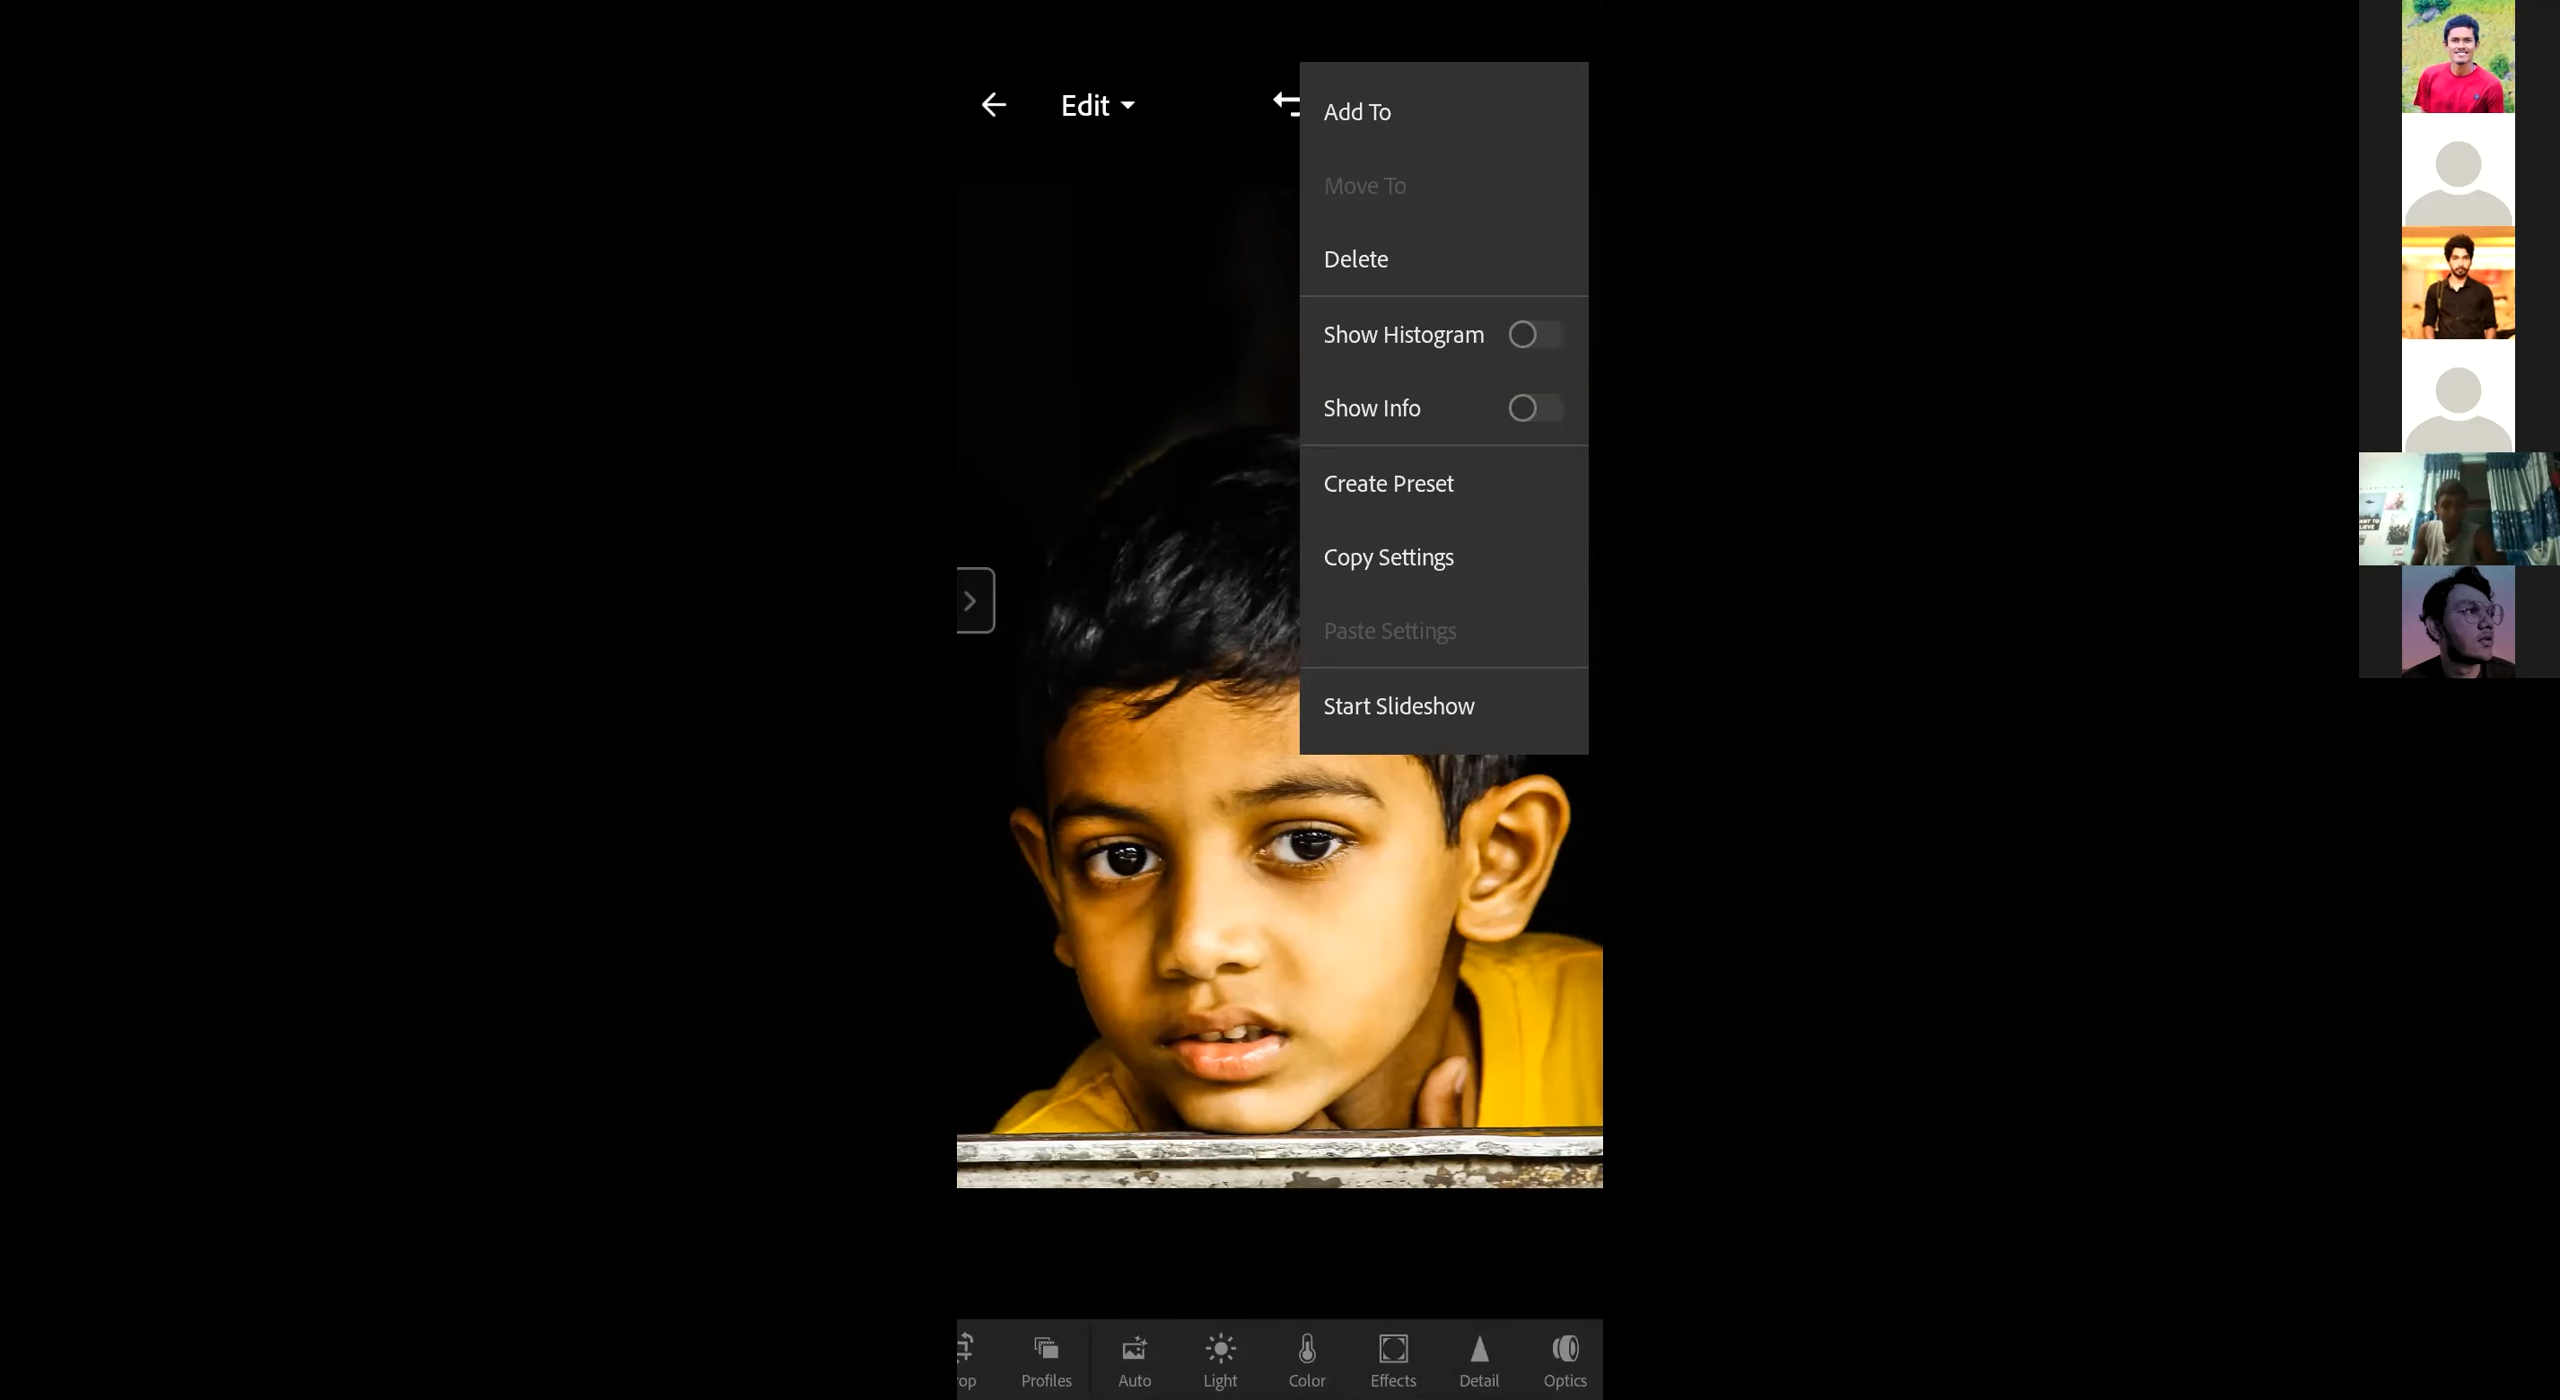 Edit
Add To
Move To
Delete
Show Histogram
Show Info
Create Preset
Copy Settings
Paste Settings
Start Slideshow
rop
Profiles
Auto
Light
Color
Effects
Detail
Optics